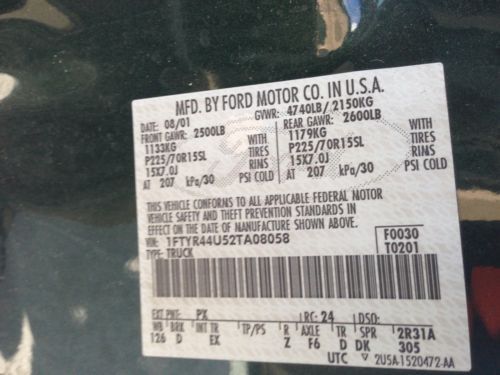 MFD. BY FORD MOTOR CO. IN U.S.A.
DATE: 08/01 GVWR: 4740LB/ 2150KG
FRONT GAWR: 2500LB REAR GAWR: 2600LB
1133KG WITH 1179KG WITH
P225/70R15SL TIRES P225/70R15SL TIRES
15X7.0J RIMS 15X7.0J RIMS
AT 207 kPa/30 PSI COLD AT 207 kPa/30 PSI COLD
THIS VEHICLE CONFORMS TO ALL APPLICABLE FEDERAL MOTOR
VEHICLE SAFETY AND THEFT PREVENTION STANDARDS IN
EFFECT ON THE DATE OF MANUFACTURE SHOWN ABOVE.
VIN: 1FTYR44U52TA08058 F0030
TYPE: TRUCK T0201
EXT PNT: PX RC: 24 DSO:
WB BRK INT TR TP/PS R AXLE TR SPR 2R31A
126 D EX Z F6 D DK 305
UTC 2U5A-1520472-AA